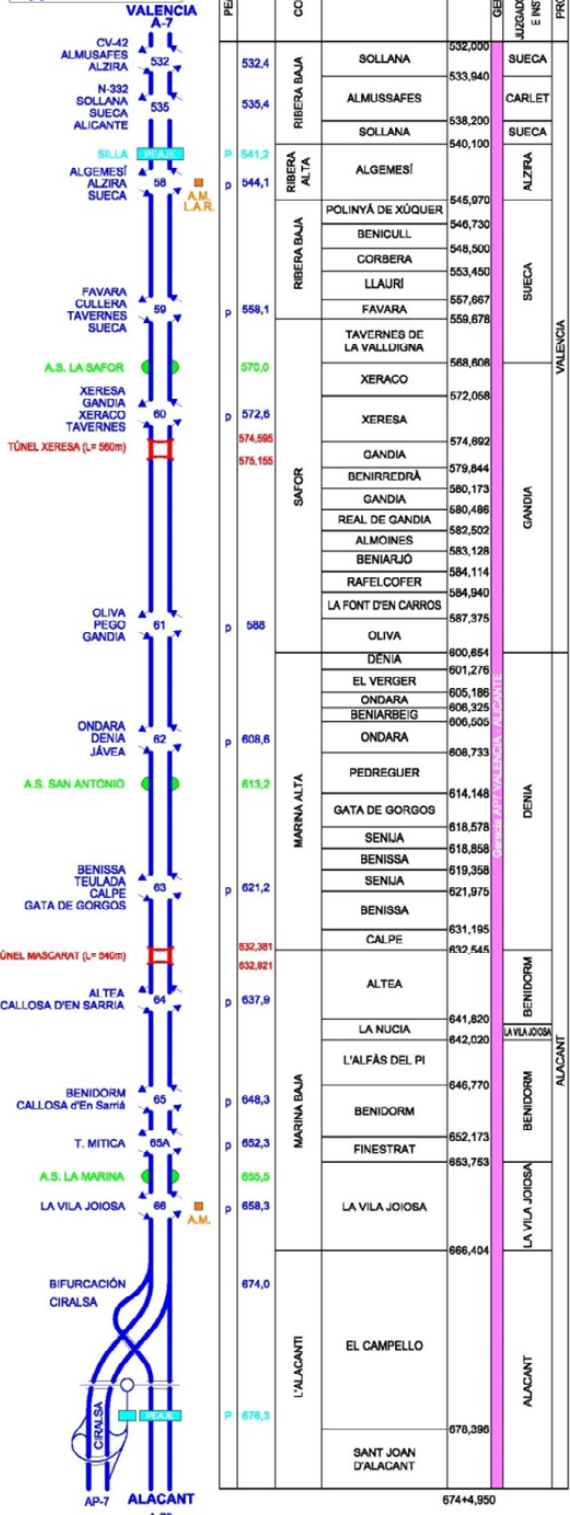 VALENCIA
A-7
CV-42
ALMUSAFES
ALZIRA
532
532,4
N-332
SOLLANA
SUECA
ALICANTE
535
535,4
SILLA
PEAJE
P
541,2
ALGEMESÍ
ALZIRA
SUECA
58
A.M.
L.A.R.
P
544,1
FAVARA
CULLERA
TAVERNES
SUECA
59
P
558,1
A.S. LA SAFOR
570,0
XERESA
GANDIA
XERACO
TAVERNES
60
P
572,6
TÚNEL XERESA (L= 560m)
574,595
575,155
OLIVA
PEGO
GANDIA
61
P
588
ONDARA
DENIA
JÁVEA
62
P
608,6
A.S. SAN ANTONIO
613,2
BENISSA
TEULADA
CALPE
GATA DE GORGOS
63
P
621,2
ÚNEL MASCARAT (L= 540m)
632,381
632,921
ALTEA
CALLOSA D'EN SARRIA
64
P
637,9
BENIDORM
CALLOSA d'En Sarriá
65
P
648,3
T. MITICA
65A
P
652,3
A.S. LA MARINA
655,5
LA VILA JOIOSA
66
A.M.
P
658,3
BIFURCACIÓN
CIRALSA
674,0
CIRALSA
PEAJE
P
676,3
AP-7
ALACANT
PEA
CO
GER
JUZGADO
E INST
PRO
RIBERA BAJA
RIBERA
ALTA
RIBERA BAJA
SAFOR
MARINA ALTA
MARINA BAJA
L'ALACANTI
SOLLANA
ALMUSSAFES
SOLLANA
ALGEMESÍ
POLINYÁ DE XÚQUER
BENICULL
CORBERA
LLAURÍ
FAVARA
TAVERNES DE
LA VALLDIGNA
XERACO
XERESA
GANDIA
BENIRREDRÀ
GANDIA
REAL DE GANDIA
ALMOINES
BENIARJÓ
RAFELCOFER
LA FONT D'EN CARROS
OLIVA
DÉNIA
EL VERGER
ONDARA
BENIARBEIG
ONDARA
PEDREGUER
GATA DE GORGOS
SENIJA
BENISSA
SENIJA
BENISSA
CALPE
ALTEA
LA NUCIA
L'ALFÀS DEL PI
BENIDORM
FINESTRAT
LA VILA JOIOSA
EL CAMPELLO
SANT JOAN
D'ALACANT
532,000
533,940
538,200
540,100
545,970
546,730
548,500
553,450
557,667
559,678
568,608
572,058
574,692
579,844
580,173
580,486
582,502
583,128
584,114
584,940
587,375
600,654
601,276
605,186
606,325
606,505
608,733
614,148
618,578
618,858
619,358
621,975
631,195
632,545
641,820
642,020
646,770
652,173
653,753
666,404
678,396
674+4,950
Gerencia AP7 VALENCIA - ALICANTE
SUECA
CARLET
SUECA
ALZIRA
SUECA
GANDIA
DENIA
BENIDORM
LA VILA JOIOSA
BENIDORM
LA VILA JOIOSA
ALACANT
VALENCIA
ALACANT